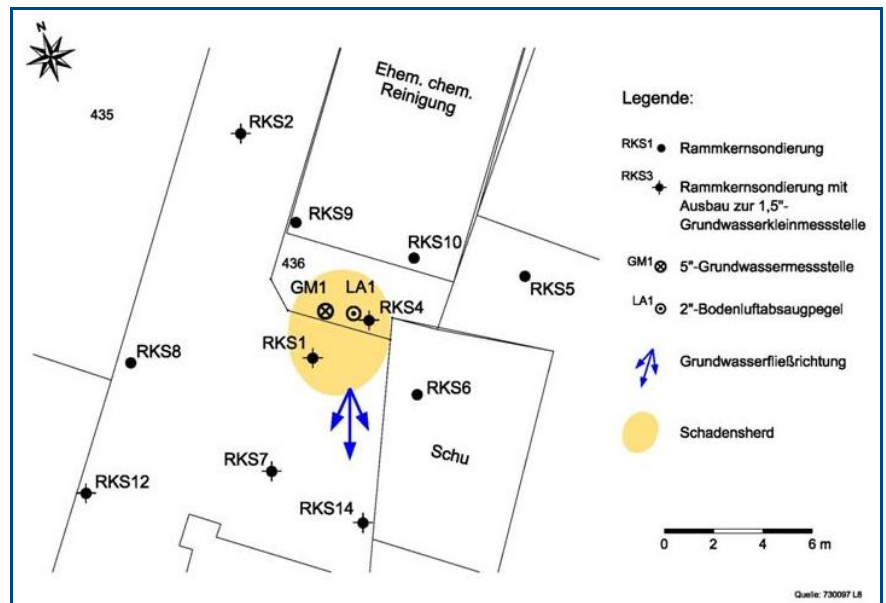 N
435
RKS2
Ehem. chem.
Reinigung
RKS9
RKS10
436
GM1
LA1
RKS4
RKS5
RKS1
RKS8
RKS6
Schu
RKS7
RKS12
RKS14
Legende:
RKS1 Rammkernsondierung
RKS3 Rammkernsondierung mit
Ausbau zur 1,5"-
Grundwasserkleinmessstelle
GM1 5"-Grundwassermessstelle
LA1 2"-Bodenluftabsaugpegel
Grundwasserfließrichtung
Schadensherd
0 2 4 6 m
Quelle: 730097 L8